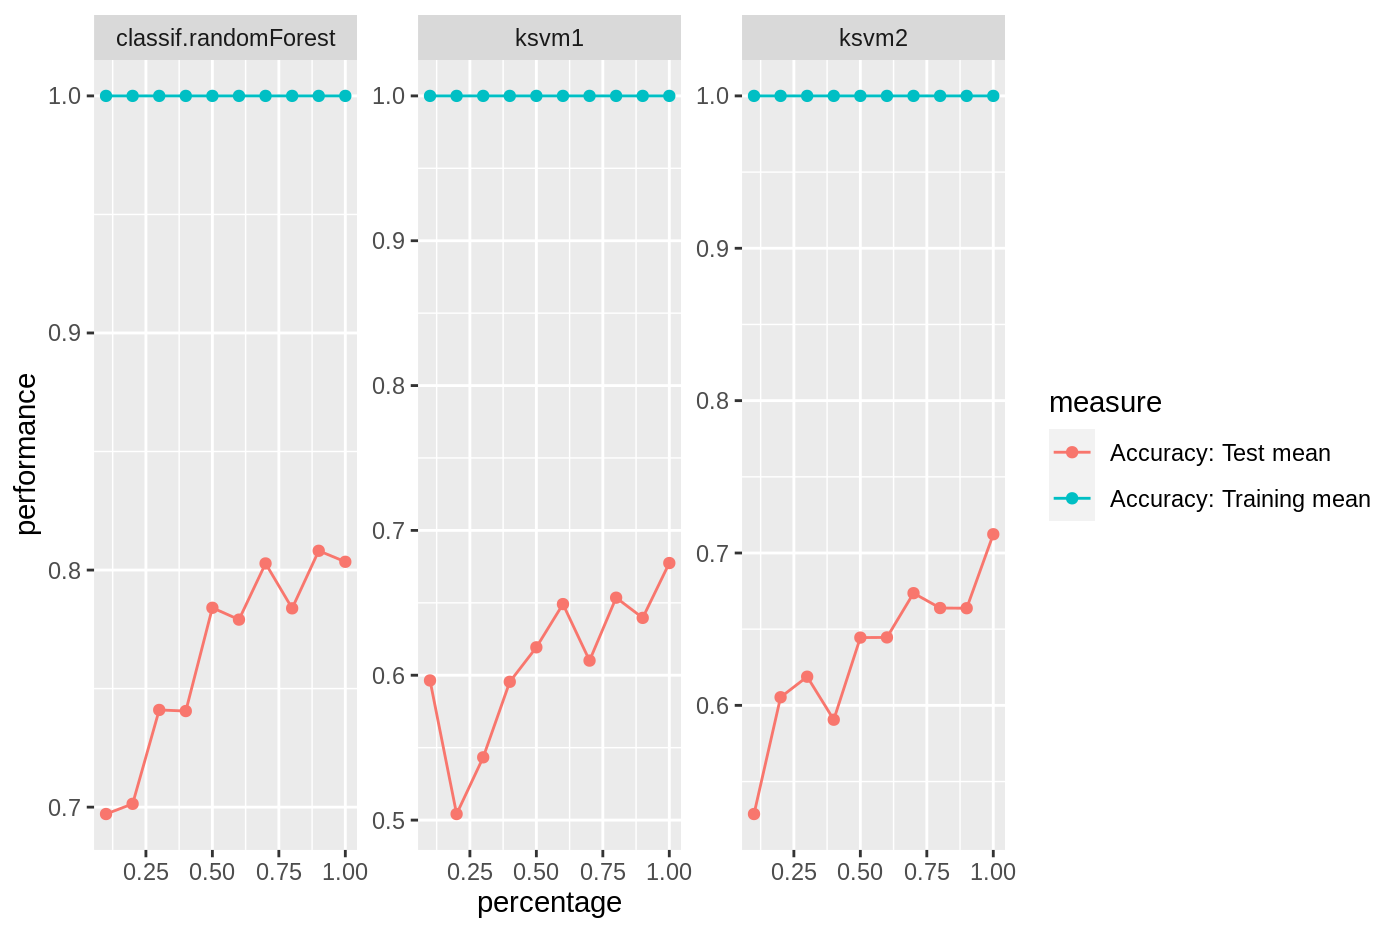 classif.randomForest
ksvm1
ksvm2
performance
1.0
0.9
0.8
0.7
1.0
0.9
0.8
0.7
0.6
0.5
1.0
0.9
0.8
0.7
0.6
0.25 0.50 0.75 1.00
0.25 0.50 0.75 1.00
0.25 0.50 0.75 1.00
percentage
measure
Accuracy: Test mean
Accuracy: Training mean